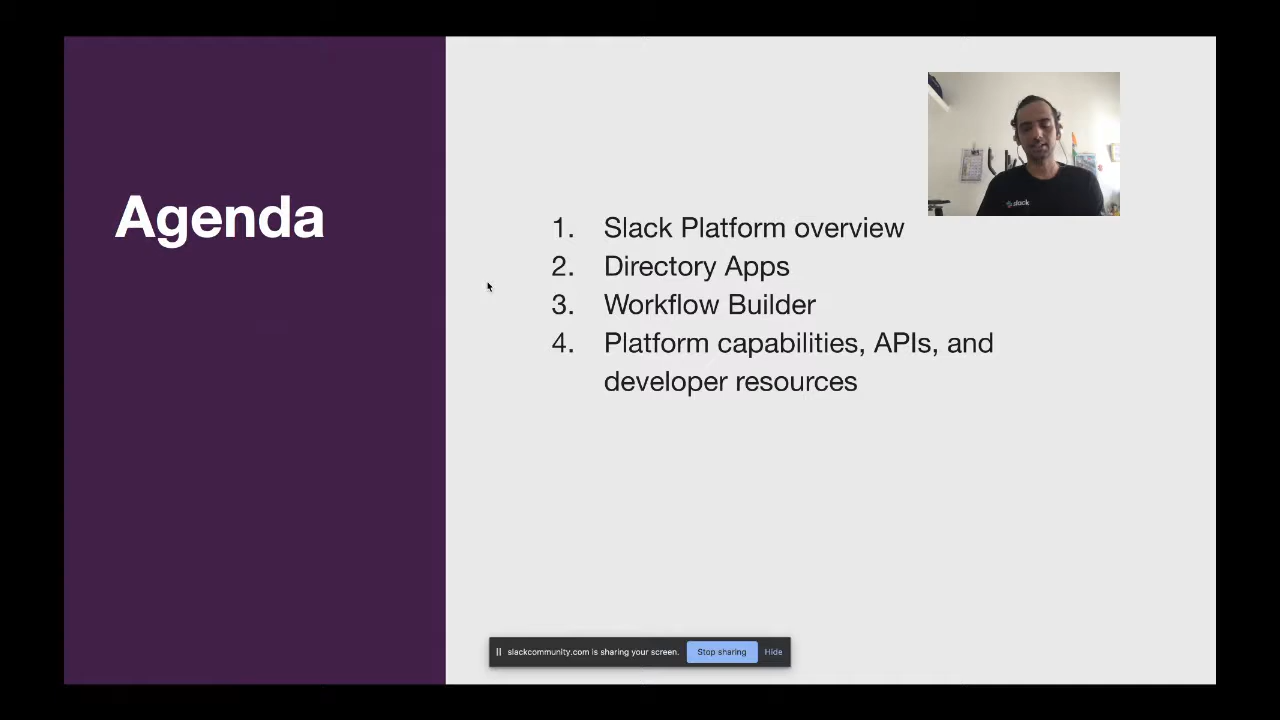 Agenda
1. Slack Platform overview
2. Directory Apps
3. Workflow Builder
4. Platform capabilities, APIs, and
developer resources
slack
slackcommunity.com is sharing your screen. Stop sharing Hide